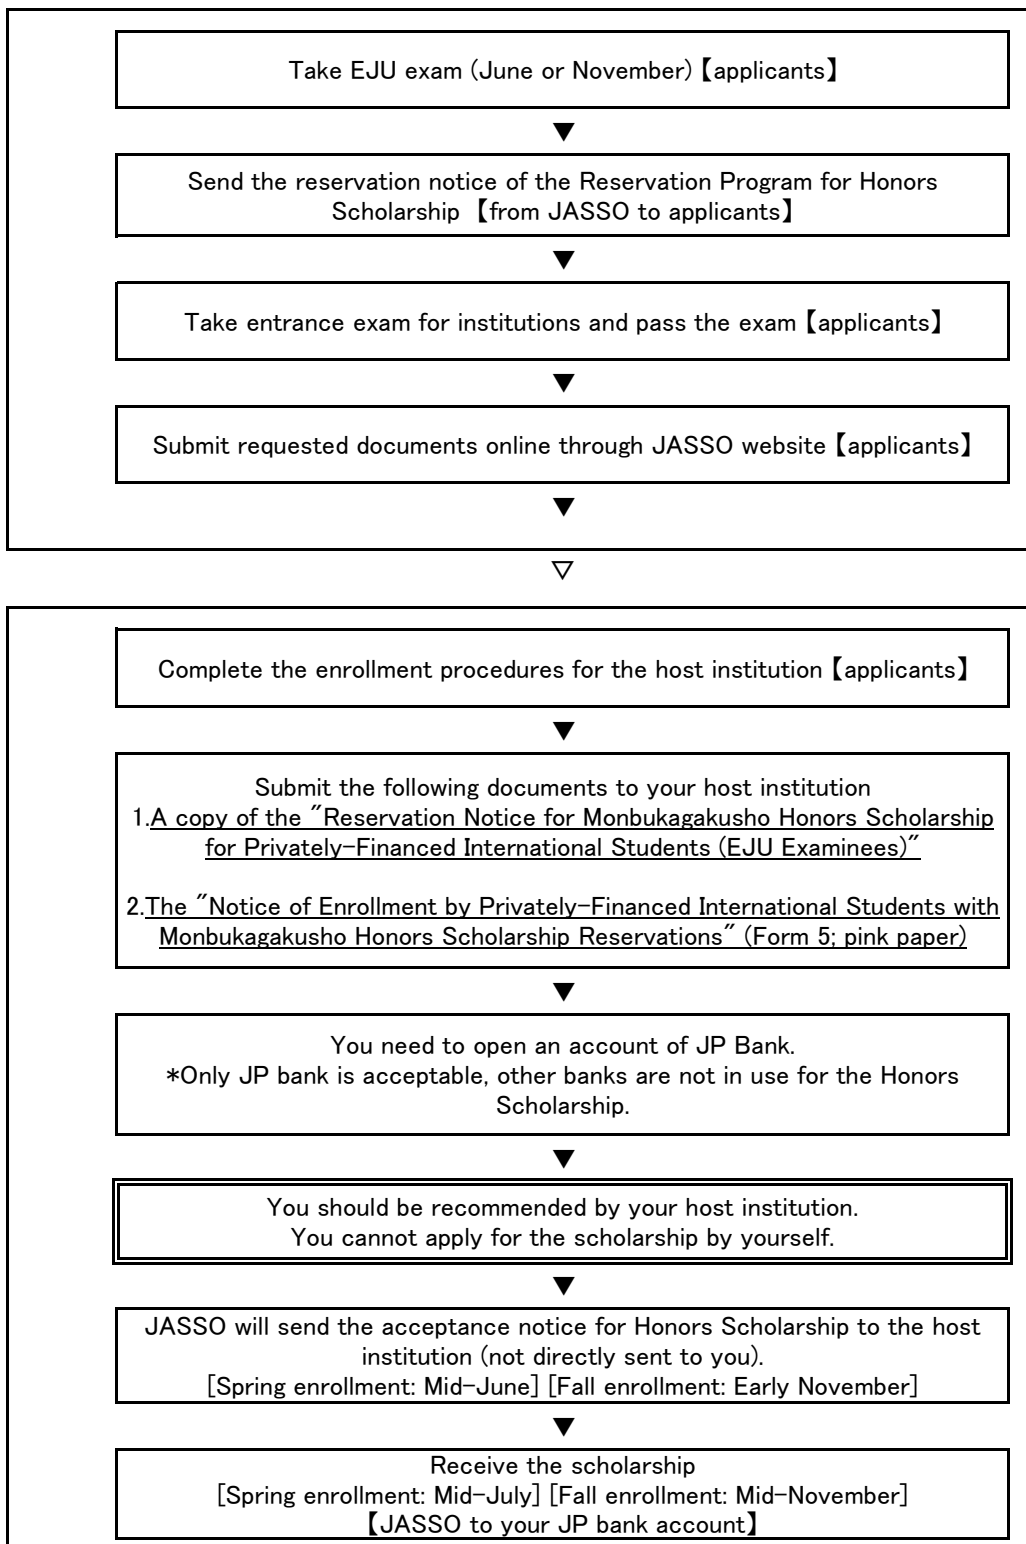 Take EJU exam (June or November)【applicants】
▼
Send the reservation notice of the Reservation Program for Honors
Scholarship 【from JASSO to applicants】
▼
Take entrance exam for institutions and pass the exam【applicants】
▼
Submit requested documents online through JASSO website【applicants】
▼
▽
Complete the enrollment procedures for the host institution【applicants】
▼
Submit the following documents to your host institution
1.A copy of the "Reservation Notice for Monbukagakusho Honors Scholarship
for Privately-Financed International Students (EJU Examinees)"
2.The "Notice of Enrollment by Privately-Financed International Students with
Monbukagakusho Honors Scholarship Reservations" (Form 5; pink paper)
▼
You need to open an account of JP Bank.
*Only JP bank is acceptable, other banks are not in use for the Honors
Scholarship.
▼
You should be recommended by your host institution.
You cannot apply for the scholarship by yourself.
▼
JASSO will send the acceptance notice for Honors Scholarship to the host
institution (not directly sent to you).
[Spring enrollment: Mid-June] [Fall enrollment: Early November]
▼
Receive the scholarship
[Spring enrollment: Mid-July] [Fall enrollment: Mid-November]
【JASSO to your JP bank account】